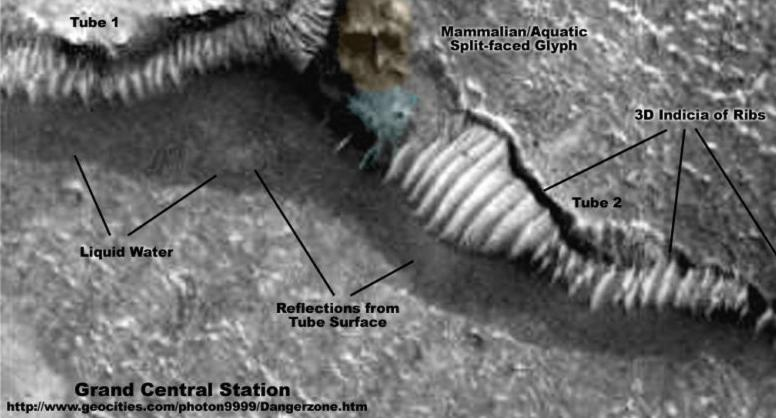 Tube 1
Mammalian/Aquatic
Split-faced Glyph
3D Indicia of Ribs
Tube 2
Liquid Water
Reflections from
Tube Surface
Grand Central Station
http://www.geocities.com/photon9999/Dangerzone.htm